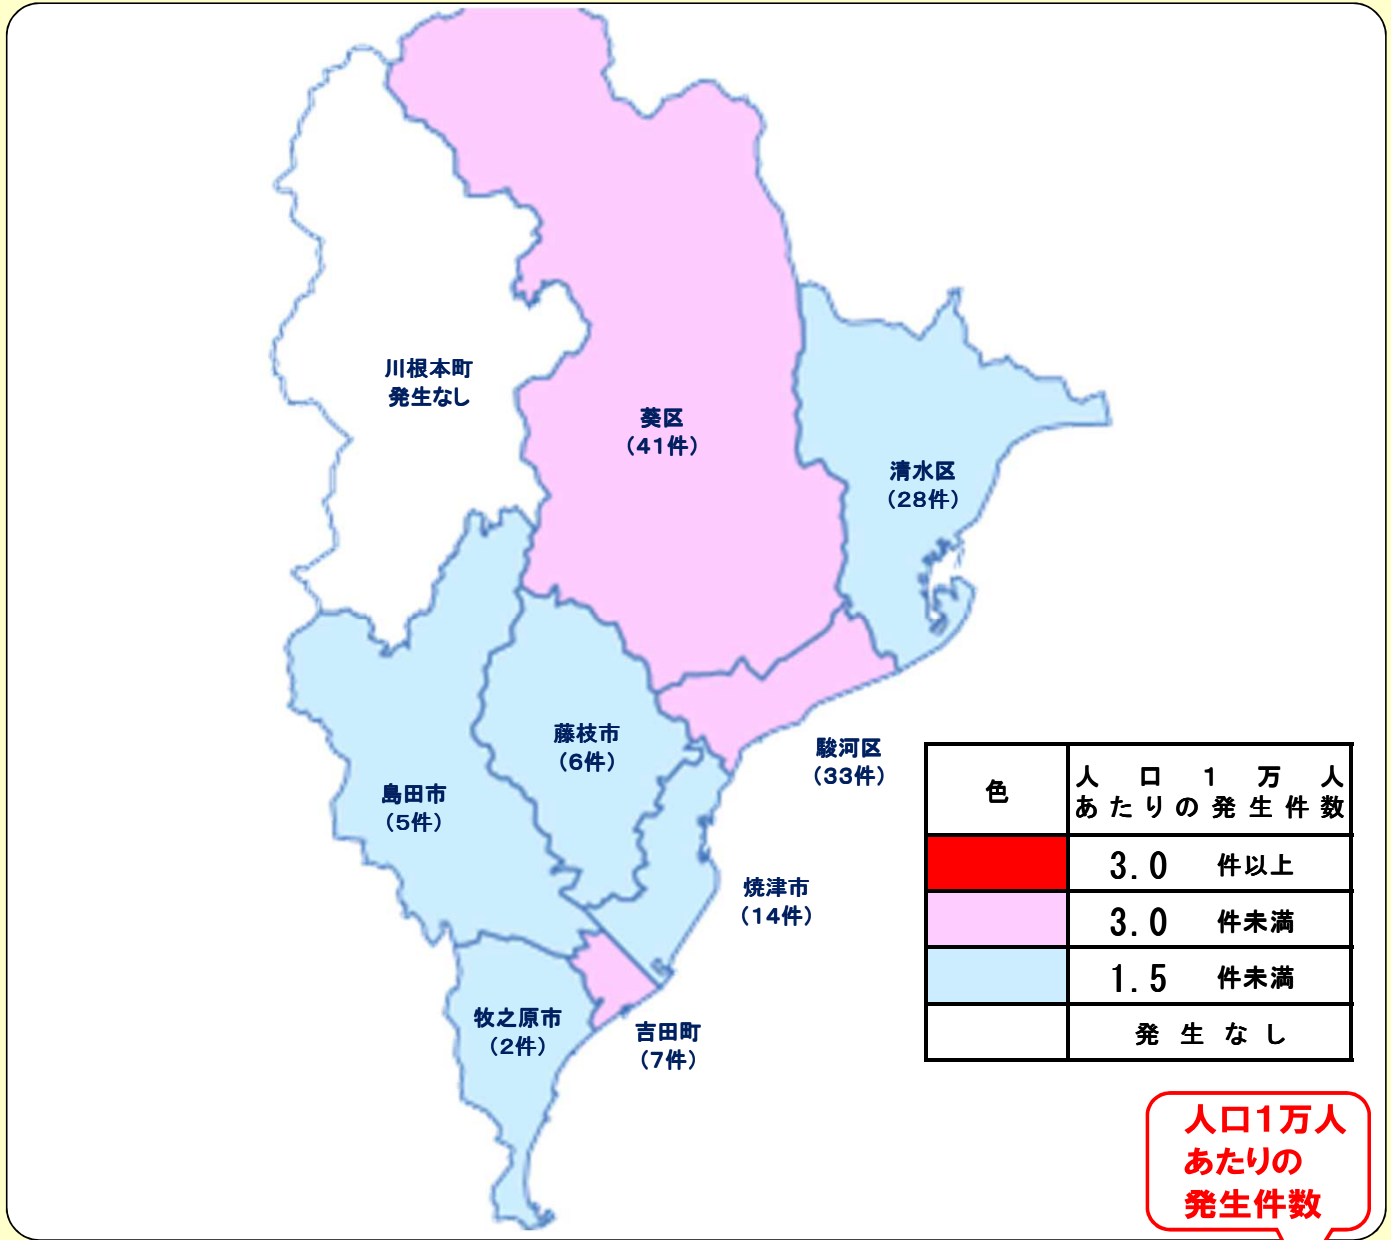 川根本町
発生なし
葵区
（41件）
清水区
（28件）
藤枝市
（6件）
駿河区
（33件）
島田市
（5件）
焼津市
（14件）
牧之原市
（2件）
吉田町
（7件）
色
人口1万人
あたりの発生件数
3.0 件以上
3.0 件未満
1.5 件未満
発生なし
人口1万人
あたりの
発生件数